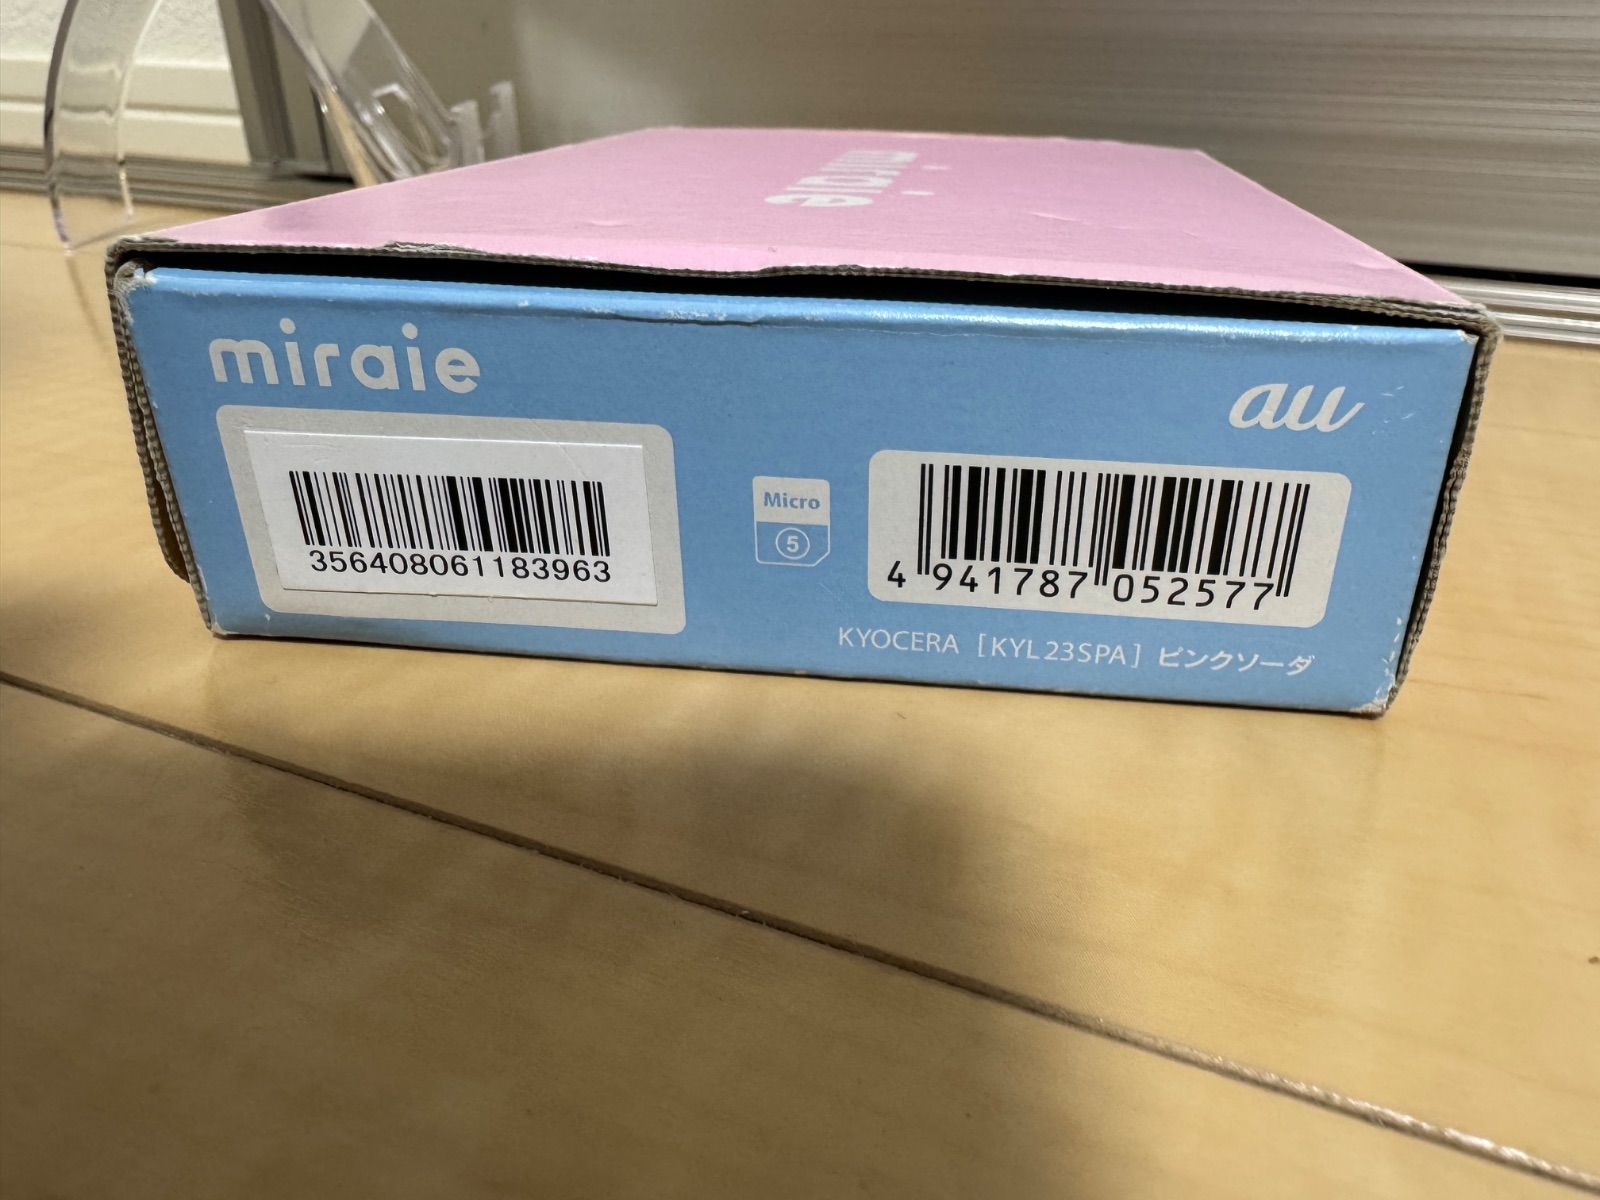 miraie
miraie
au
356408061183963
Micro
5
4 941787 052577
KYOCERA [KYL23SPA] ピンクソーダ